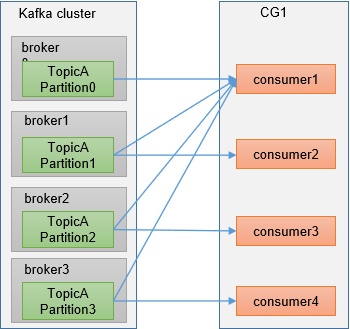 Kafka cluster
CG1
broker
TopicA
Partition0
consumer1
broker1
TopicA
Partition1
consumer2
broker2
TopicA
Partition2
consumer3
broker3
TopicA
Partition3
consumer4